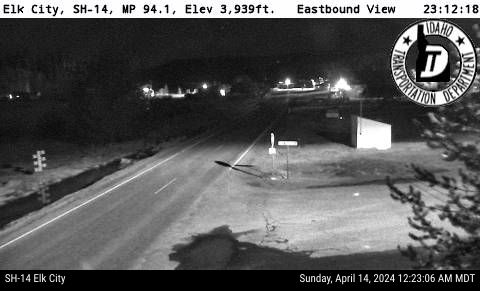 Elk City, SH-14, MP 94.1, Elev 3,939ft. Eastbound View 23:12:18
IDAHO
TRANSPORTATION DEPARTMENT
SH-14 Elk City Sunday, April 14, 2024 12:23:06 AM MDT